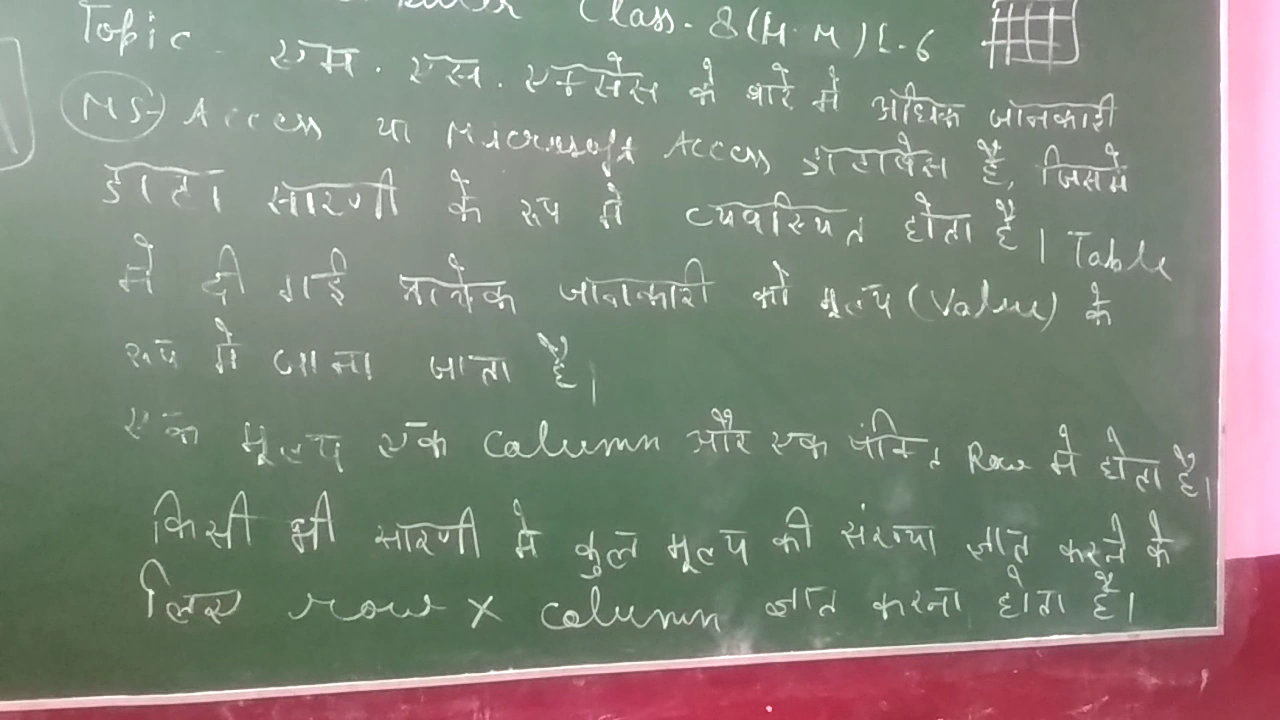 Class-8(H.M) L-6
Topic - एम. एस. एक्सेस के बारे में अधिक जानकारी
MS- Access या Microsoft Access डाटाबेस है, जिसमें
डाटा सारणी के रूप में व्यवस्थित होता है। Table
में दी गई प्रत्येक जानकारी को मूल्य (Value) के
रूप में जाना जाता है।
एक मूल्य एक column और एक पंक्ति Row में होता है।
किसी भी सारणी में कुल मूल्य की संख्या ज्ञात करने के
लिए row × column ज्ञात करना होता है।